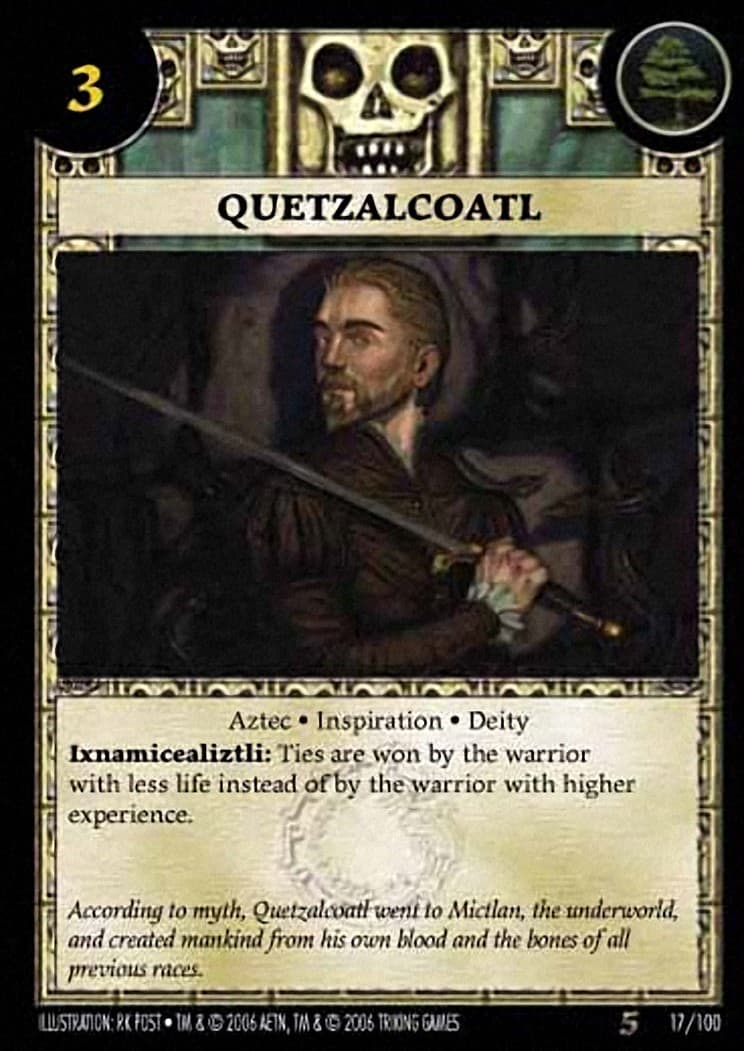 3
QUETZALCOATL
Aztec • Inspiration • Deity
Ixnamicealiztli: Ties are won by the warrior
with less life instead of by the warrior with higher
experience.
According to myth, Quetzalcoatl went to Mictlan, the underworld,
and created mankind from his own blood and the bones of all
previous races.
ILLUSTRATION: RK POST • TM & © 2006 AETN, TM & © 2006 TRIKING GAMES 5 17/100